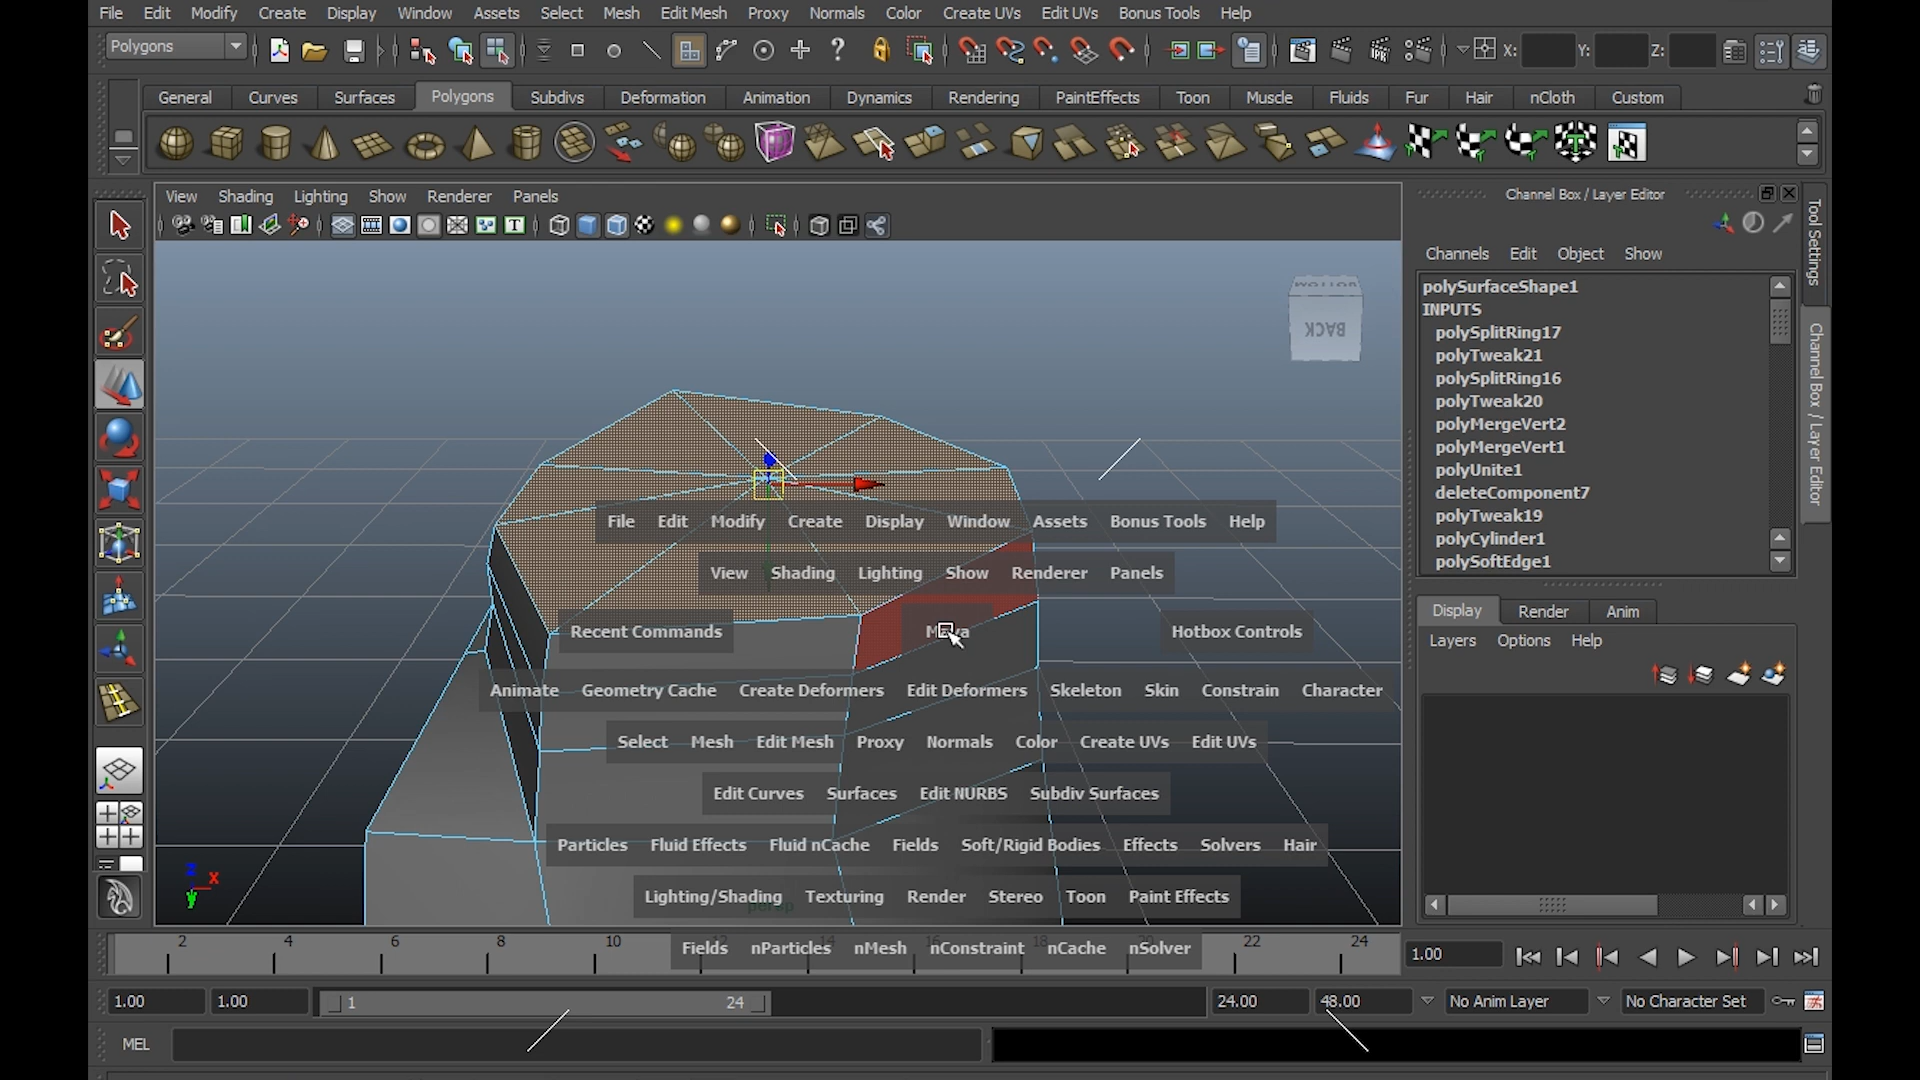 File Edit Modify Create Display Window Assets Select Mesh Edit Mesh Proxy Normals Color Create UVs Edit UVs Bonus Tools Help
Polygons
IPR
X: Y: Z:
General Curves Surfaces Polygons Subdivs Deformation Animation Dynamics Rendering PaintEffects Toon Muscle Fluids Fur Hair nCloth Custom
View Shading Lighting Show Renderer Panels
Channel Box / Layer Editor
Channels Edit Object Show
polySurfaceShape1
INPUTS
polySplitRing17
polyTweak21
polySplitRing16
polyTweak20
polyMergeVert2
polyMergeVert1
polyUnite1
deleteComponent7
polyTweak19
polyCylinder1
polySoftEdge1
Tool Settings
Channel Box / Layer Editor
BOTTOM
BACK
File Edit Modify Create Display Window Assets Bonus Tools Help
View Shading Lighting Show Renderer Panels
Recent Commands Maya Hotbox Controls
Animate Geometry Cache Create Deformers Edit Deformers Skeleton Skin Constrain Character
Select Mesh Edit Mesh Proxy Normals Color Create UVs Edit UVs
Edit Curves Surfaces Edit NURBS Subdiv Surfaces
Particles Fluid Effects Fluid nCache Fields Soft/Rigid Bodies Effects Solvers Hair
Lighting/Shading Texturing Render Stereo Toon Paint Effects
persp
Fields nParticles nMesh nConstraint nCache nSolver
z x y
Display Render Anim
Layers Options Help
2 4 6 8 10 14 16 18 20 22 24
1.00
1.00 1.00 1 24 24.00 48.00 No Anim Layer No Character Set
MEL